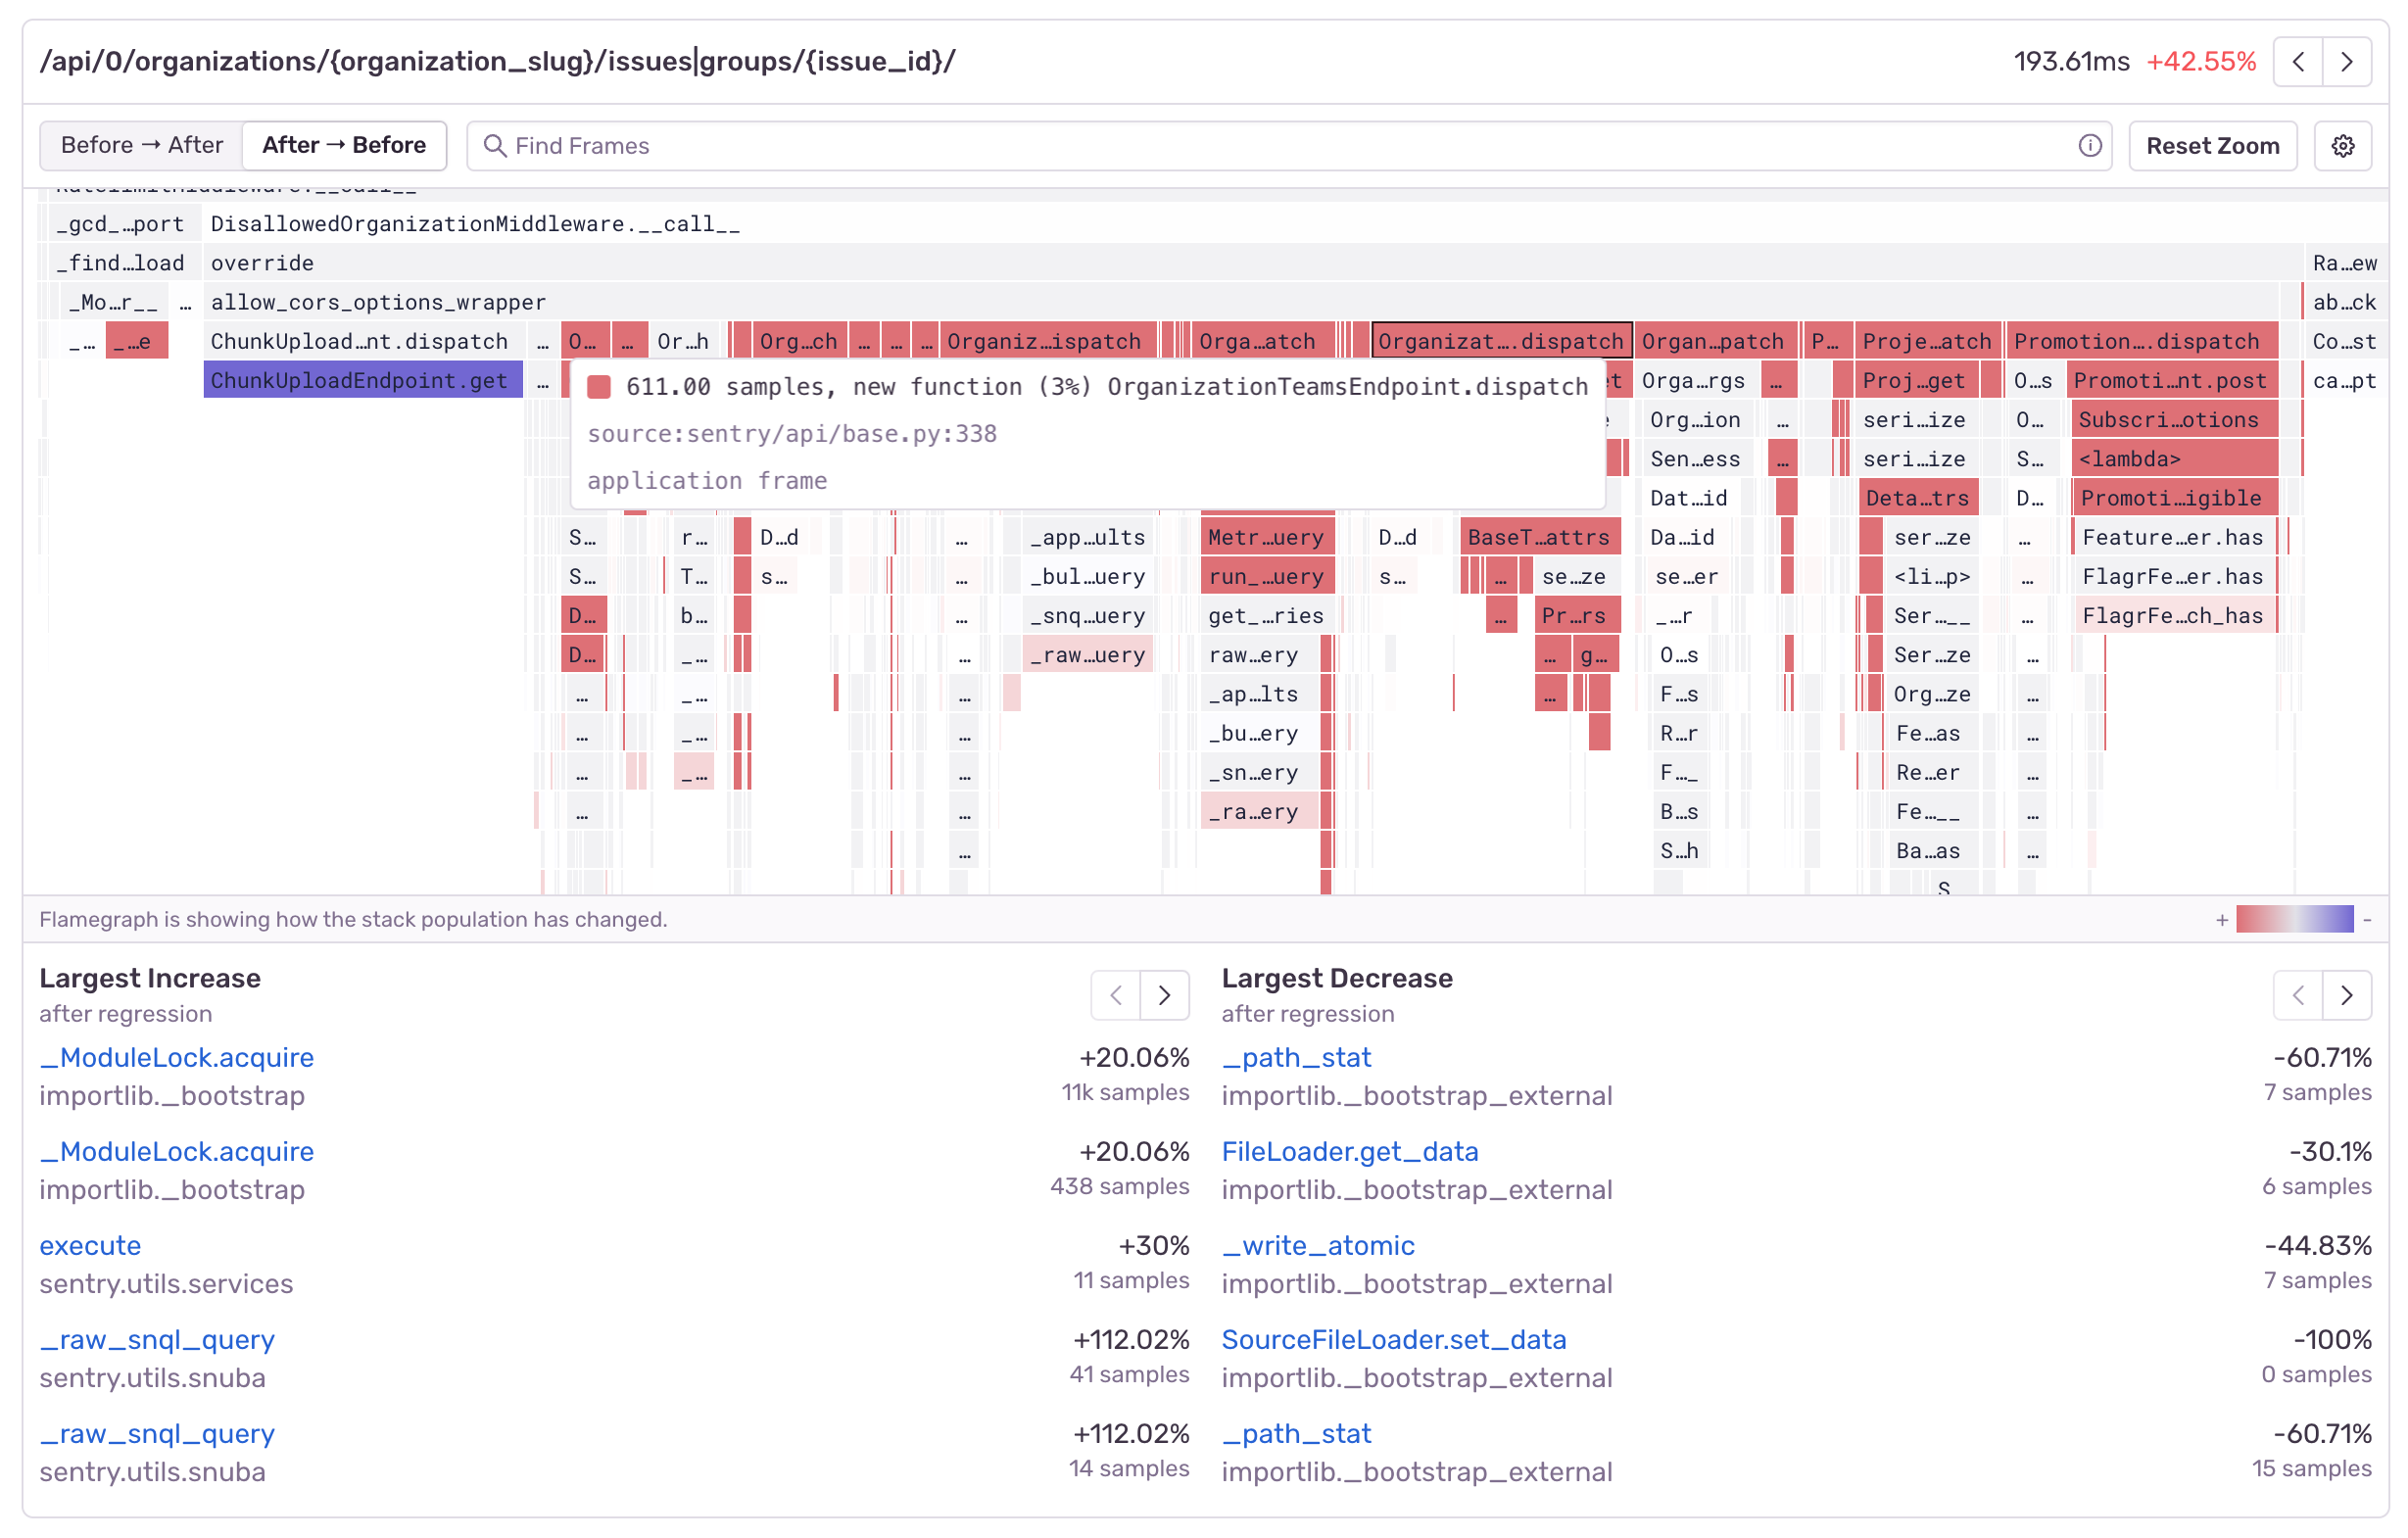 /api/0/organizations/{organization_slug}/issues|groups/{issue_id}/
193.61ms +42.55%
Before → After
After → Before
Find Frames
Reset Zoom
_gcd_…port DisallowedOrganizationMiddleware.__call__
_find…load override Ra…ew
_Mo…r__ … allow_cors_options_wrapper ab…ck
_… _…e ChunkUpload…nt.dispatch … O… … Or…h Org…ch … … … Organiz…ispatch Orga…atch Organizat….dispatch Organ…patch P… Proje…atch Promotion….dispatch Co…st
ChunkUploadEndpoint.get … et Orga…rgs … Proj…get O…s Promoti…nt.post ca…pt
611.00 samples, new function (3%) OrganizationTeamsEndpoint.dispatch
source:sentry/api/base.py:338
application frame
Org…ion … seri…ize O… Subscri…otions
Sen…ess … seri…ize S… <lambda>
Dat…id Deta…trs D… Promoti…igible
S… r… D…d … _app…ults Metr…uery D…d BaseT…attrs Da…id ser…ze … Feature…er.has
S… T… s… … _bul…uery run_…uery s… … se…ze se…er <li…p> … FlagrFe…er.has
D… b… … _snq…uery get_…ries … Pr…rs _…r Ser…__ … FlagrFe…ch_has
D… _… … _raw…uery raw…ery … g… O…s Ser…ze …
… _… … _ap…lts … F…s Org…ze …
… _… … _bu…ery R…r Fe…as …
… _… … _sn…ery F…_ Re…er …
… … _ra…ery B…s Fe…__ …
… S…h Ba…as …
Flamegraph is showing how the stack population has changed.
+ -
Largest Increase
after regression
_ModuleLock.acquire +20.06%
importlib._bootstrap 11k samples
_ModuleLock.acquire +20.06%
importlib._bootstrap 438 samples
execute +30%
sentry.utils.services 11 samples
_raw_snql_query +112.02%
sentry.utils.snuba 41 samples
_raw_snql_query +112.02%
sentry.utils.snuba 14 samples
Largest Decrease
after regression
_path_stat -60.71%
importlib._bootstrap_external 7 samples
FileLoader.get_data -30.1%
importlib._bootstrap_external 6 samples
_write_atomic -44.83%
importlib._bootstrap_external 7 samples
SourceFileLoader.set_data -100%
importlib._bootstrap_external 0 samples
_path_stat -60.71%
importlib._bootstrap_external 15 samples